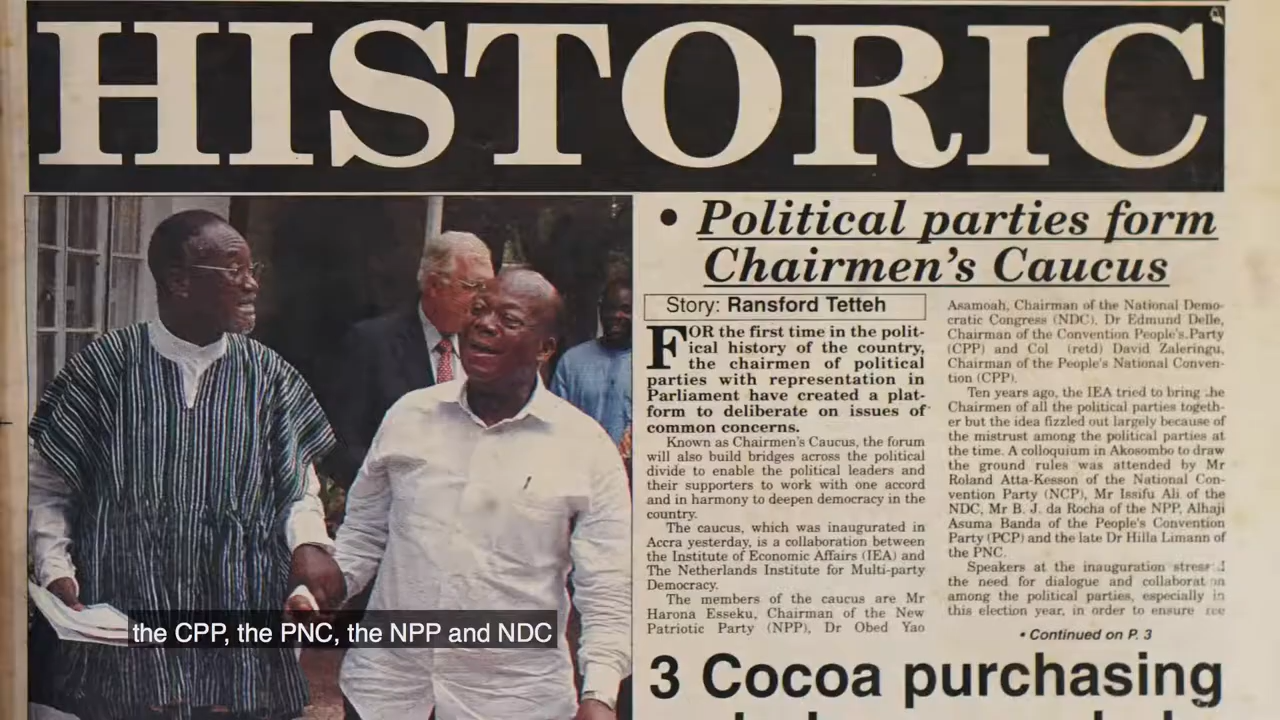 HISTORIC
• Political parties form
Chairmen's Caucus
Story: Ransford Tetteh
FOR the first time in the polit-
ical history of the country,
the chairmen of political
parties with representation in
Parliament have created a plat-
form to deliberate on issues of
common concerns.
Known as Chairmen's Caucus, the forum
will also build bridges across the political
divide to enable the political leaders and
their supporters to work with one accord
and in harmony to deepen democracy in the
country.
The caucus, which was inaugurated in
Accra yesterday, is a collaboration between
the Institute of Economic Affairs (IEA) and
The Netherlands Institute for Multi-party
Democracy.
The members of the caucus are Mr
Harona Esseku, Chairman of the New
Patriotic Party (NPP), Dr Obed Yao
Asamoah, Chairman of the National Demo-
cratic Congress (NDC), Dr Edmund Delle,
Chairman of the Convention People's Party
(CPP) and Col (retd) David Zaleringu,
Chairman of the People's National Conven-
tion (CPP).
Ten years ago, the IEA tried to bring the
Chairmen of all the political parties togeth-
er but the idea fizzled out largely because of
the mistrust among the political parties at
the time. A colloquium in Akosombo to draw
the ground rules was attended by Mr
Roland Atta-Kesson of the National Con-
vention Party (NCP), Mr Issifu Ali of the
NDC, Mr B. J. da Rocha of the NPP, Alhaji
Asuma Banda of the People's Convention
Party (PCP) and the late Dr Hilla Limann of
the PNC.
Speakers at the inauguration stressed
the need for dialogue and collaboration
among the political parties, especially in
this election year, in order to ensure
• Continued on P. 3
3 Cocoa purchasing
the CPP, the PNC, the NPP and NDC